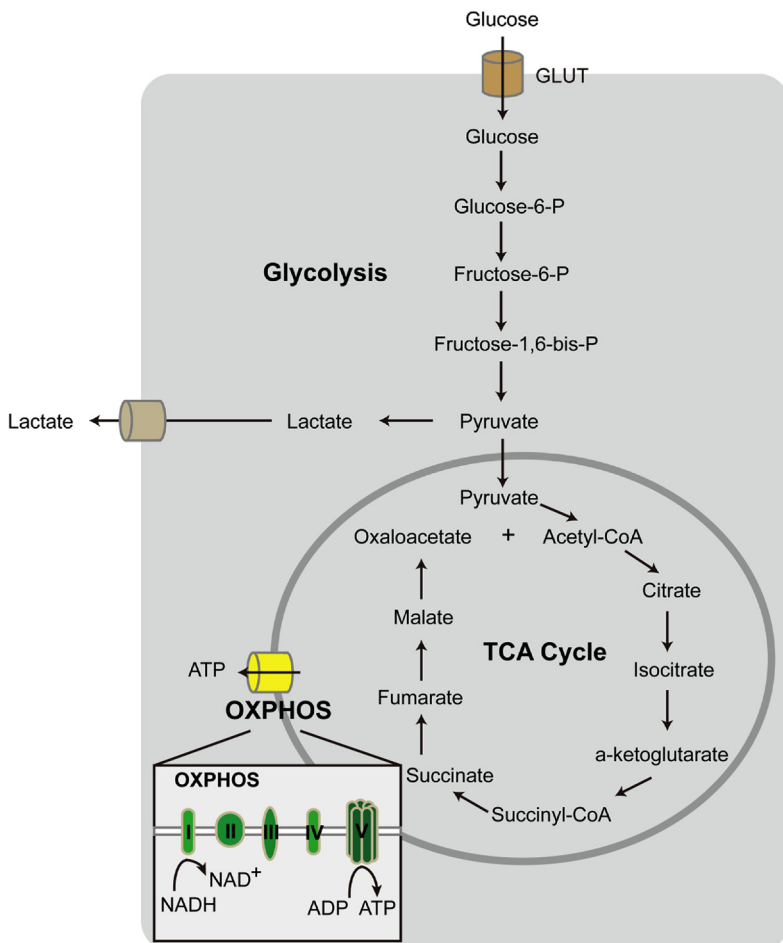 Glucose
GLUT
Glucose
Glucose-6-P
Glycolysis
Fructose-6-P
Fructose-1,6-bis-P
Lactate
Lactate
Pyruvate
Pyruvate
Oxaloacetate + Acetyl-CoA
Citrate
Malate
TCA Cycle
Isocitrate
ATP
Fumarate
OXPHOS
a-ketoglutarate
Succinate
Succinyl-CoA
OXPHOS
I II III IV V
NAD+
NADH
ADP ATP